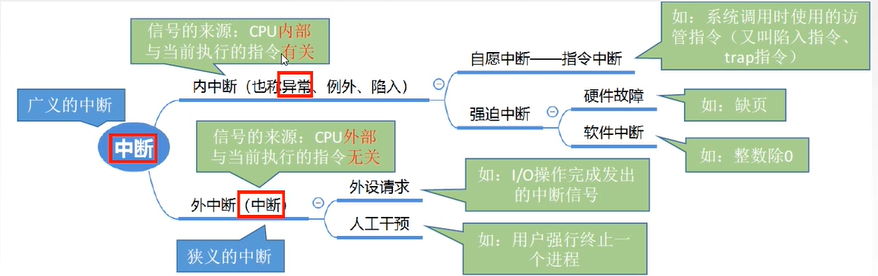 信号的来源：CPU内部
与当前执行的指令有关
如：系统调用时使用的访
管指令（又叫陷入指令、
trap指令）
自愿中断——指令中断
内中断（也称异常、例外、陷入）
硬件故障
如：缺页
强迫中断
广义的中断
软件中断
信号的来源：CPU外部
与当前执行的指令无关
中断
如：整数除0
外设请求
如：I/O操作完成发出
的中断信号
外中断（中断）
人工干预
如：用户强行终止一
个进程
狭义的中断